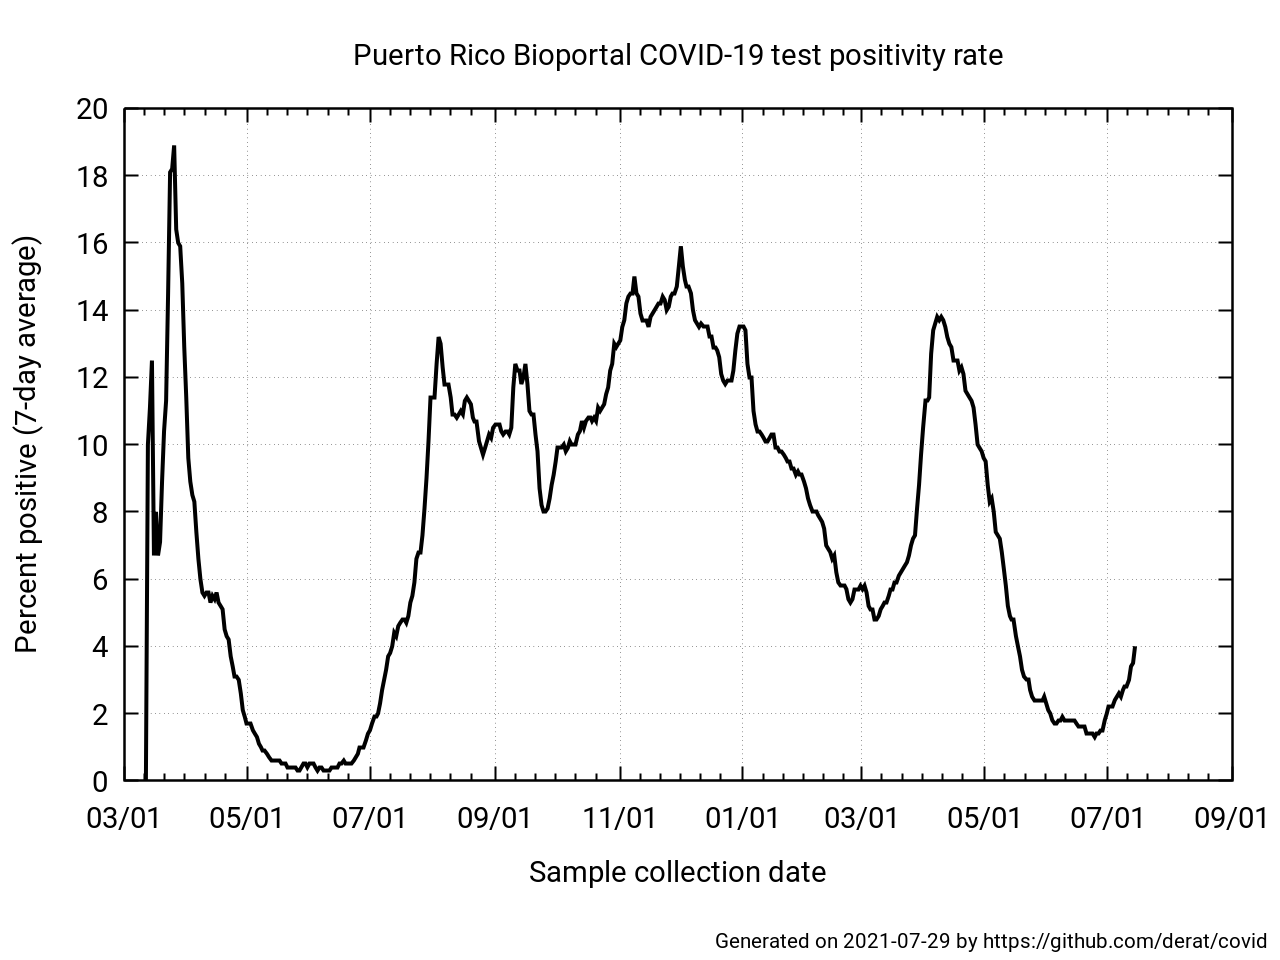 Puerto Rico Bioportal COVID-19 test positivity rate
20
18
16
14
12
10
8
6
4
2
0
Percent positive (7-day average)
03/01 05/01 07/01 09/01 11/01 01/01 03/01 05/01 07/01 09/01
Sample collection date
Generated on 2021-07-29 by https://github.com/derat/covid